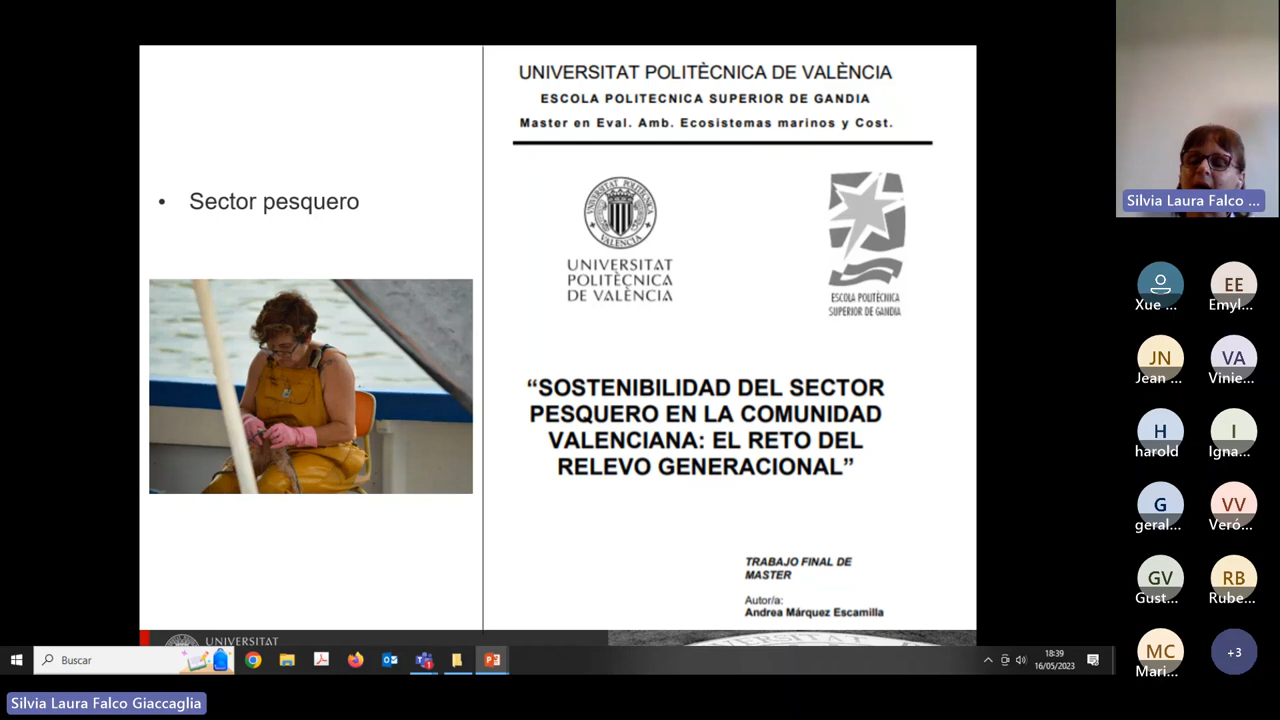 UNIVERSITAT POLITÈCNICA DE VALÈNCIA
ESCOLA POLITECNICA SUPERIOR DE GANDIA
Master en Eval. Amb. Ecosistemas marinos y Cost.
• Sector pesquero
UNIVERSITAT
POLITÈCNICA
DE VALÈNCIA
ESCOLA POLITÈCNICA
SUPERIOR DE GANDIA
“SOSTENIBILIDAD DEL SECTOR
PESQUERO EN LA COMUNIDAD
VALENCIANA: EL RETO DEL
RELEVO GENERACIONAL”
TRABAJO FINAL DE
MASTER
Autor/a:
Andrea Márquez Escamilla
UNIVERSITAT
Buscar
18:39
16/05/2023
Silvia Laura Falco ...
Xue ...
EE
Emyl...
JN
Jean ...
VA
Vinie...
H
harold
I
Igna...
G
geral...
VV
Veró...
GV
Gust...
RB
Rube...
MC
Mari...
+3
Silvia Laura Falco Giaccaglia